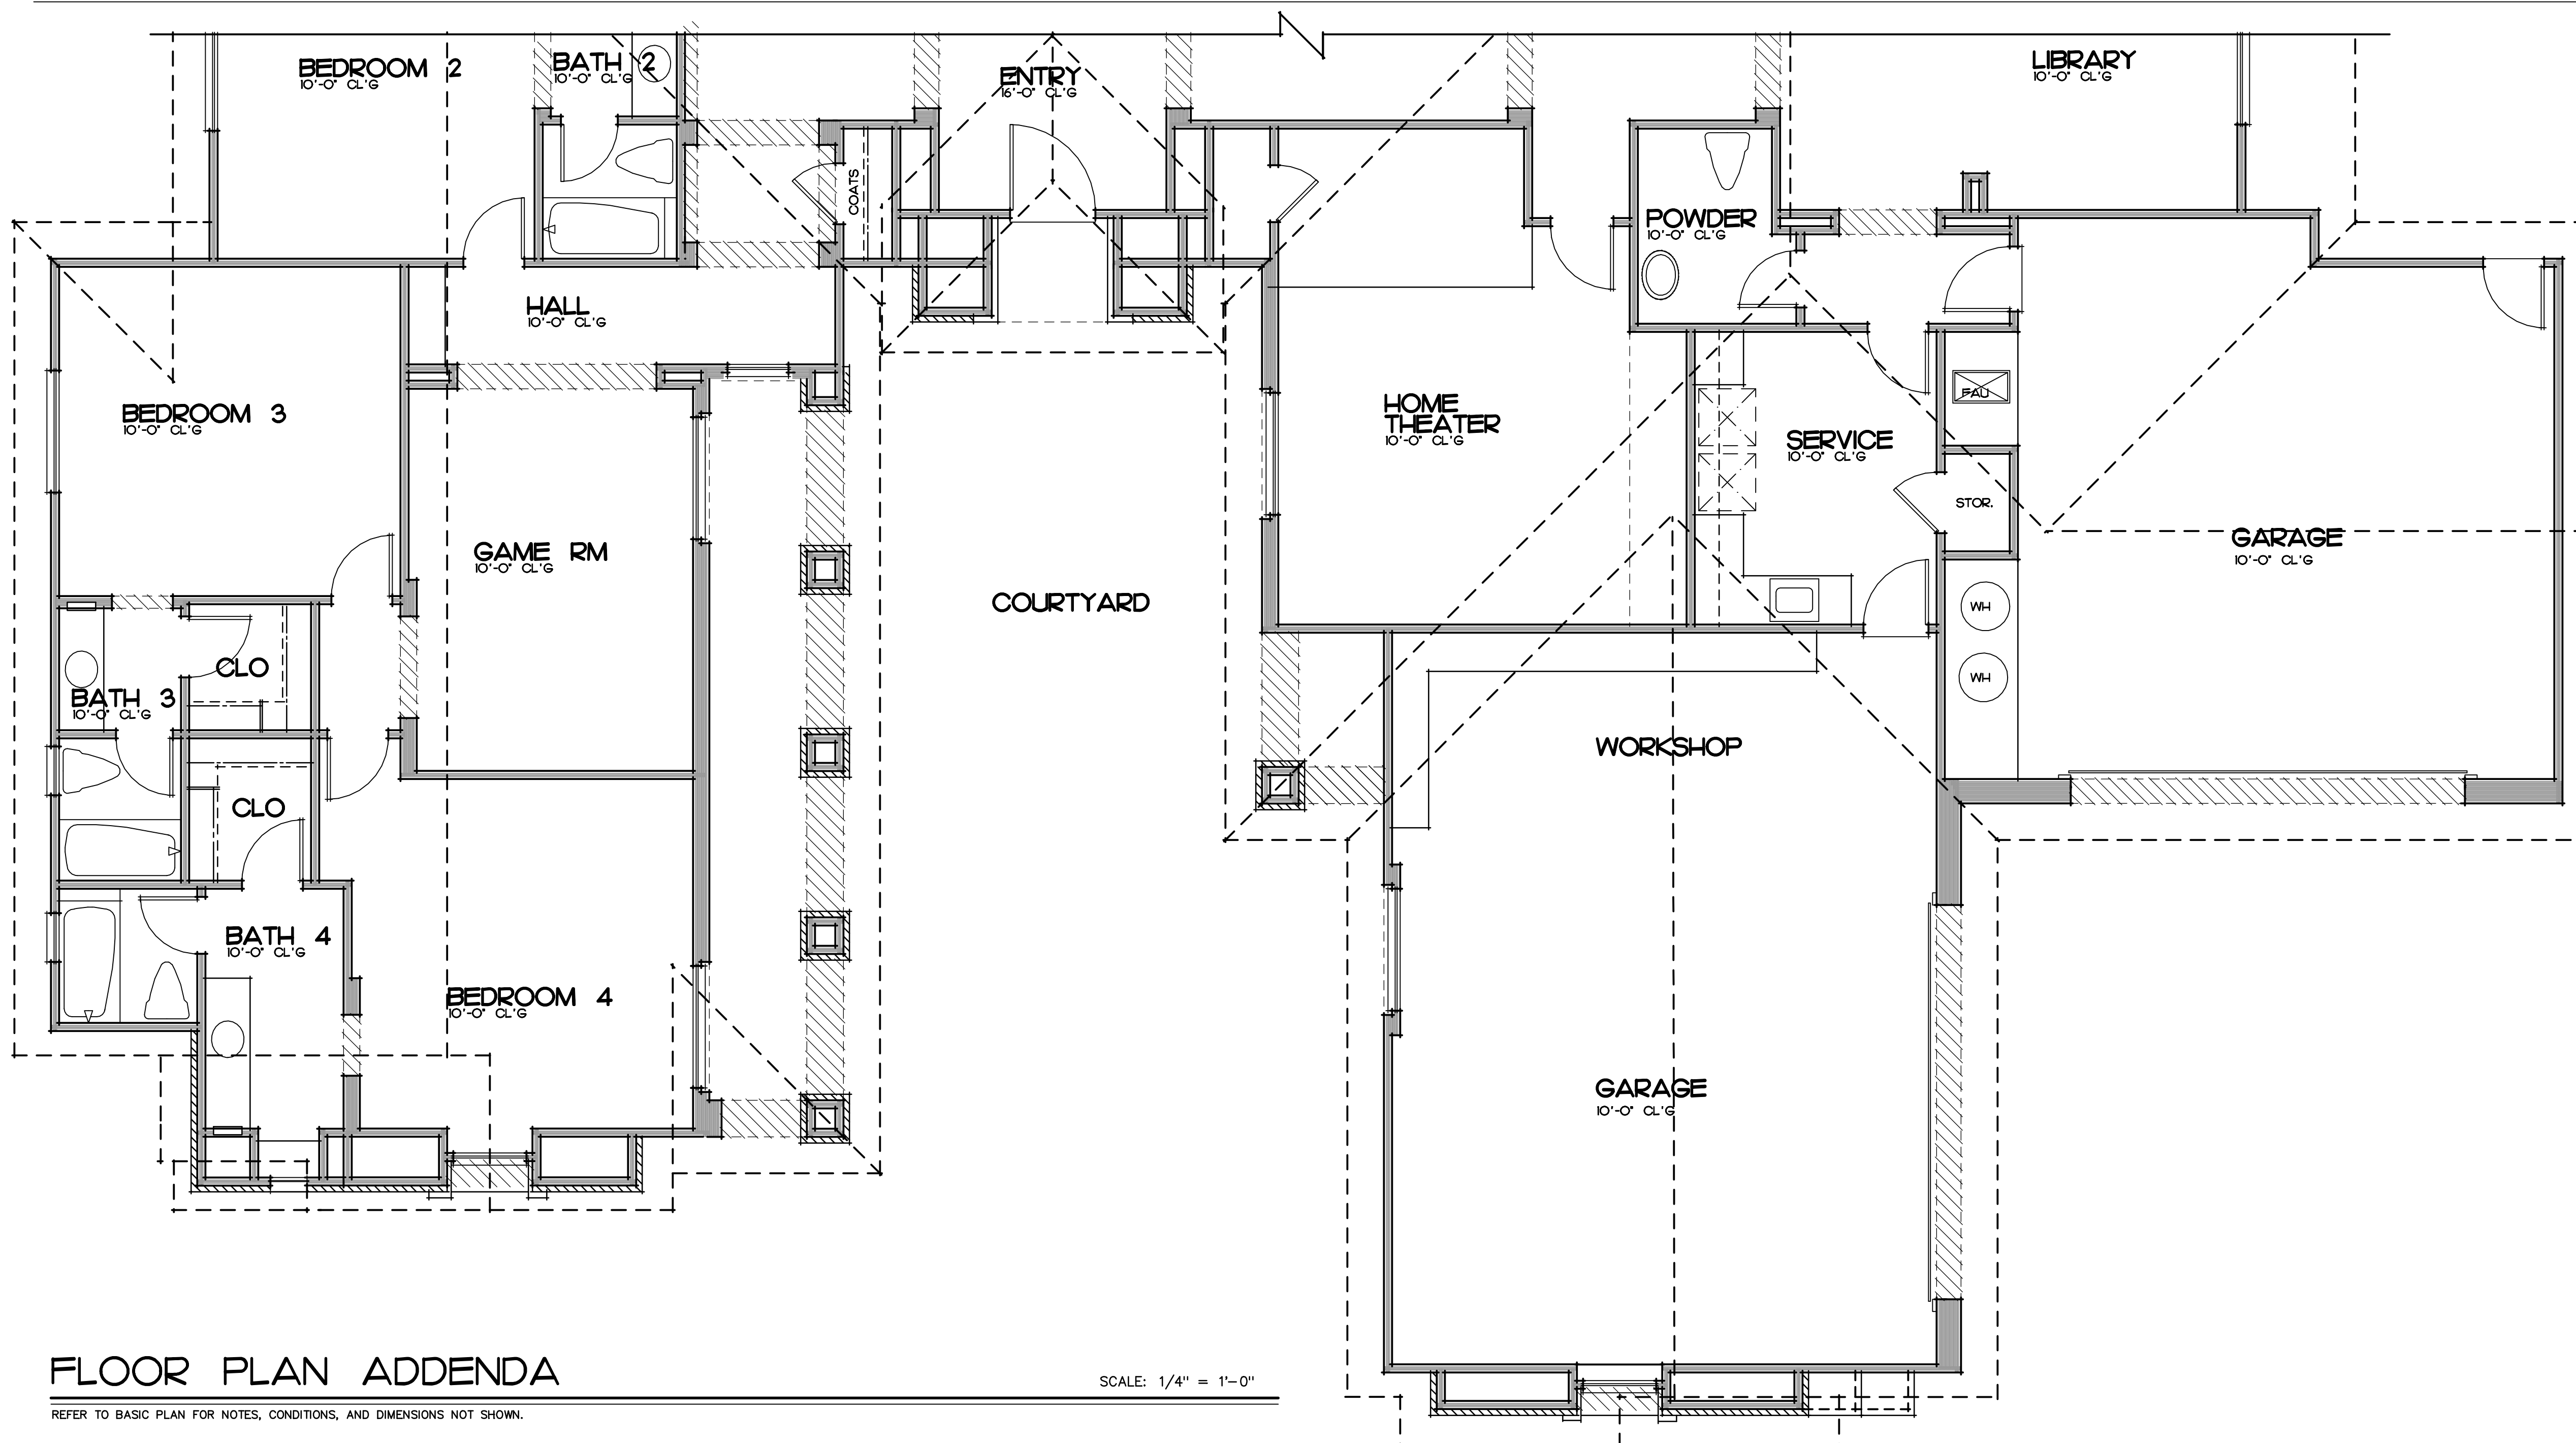 BEDROOM 2
10'-0" CL'G
BATH 2
10'-0" CL'G
ENTRY
16'-0" CL'G
LIBRARY
10'-0" CL'G
COATS
POWDER
10'-0" CL'G
HALL
10'-0" CL'G
BEDROOM 3
10'-0" CL'G
HOME
THEATER
10'-0" CL'G
FAU
SERVICE
10'-0" CL'G
STOR.
GAME RM
10'-0" CL'G
GARAGE
10'-0" CL'G
COURTYARD
WH
WH
CLO
BATH 3
10'-0" CL'G
WORKSHOP
CLO
BATH 4
10'-0" CL'G
BEDROOM 4
10'-0" CL'G
GARAGE
10'-0" CL'G
FLOOR PLAN ADDENDA
SCALE: 1/4" = 1'-0"
REFER TO BASIC PLAN FOR NOTES, CONDITIONS, AND DIMENSIONS NOT SHOWN.